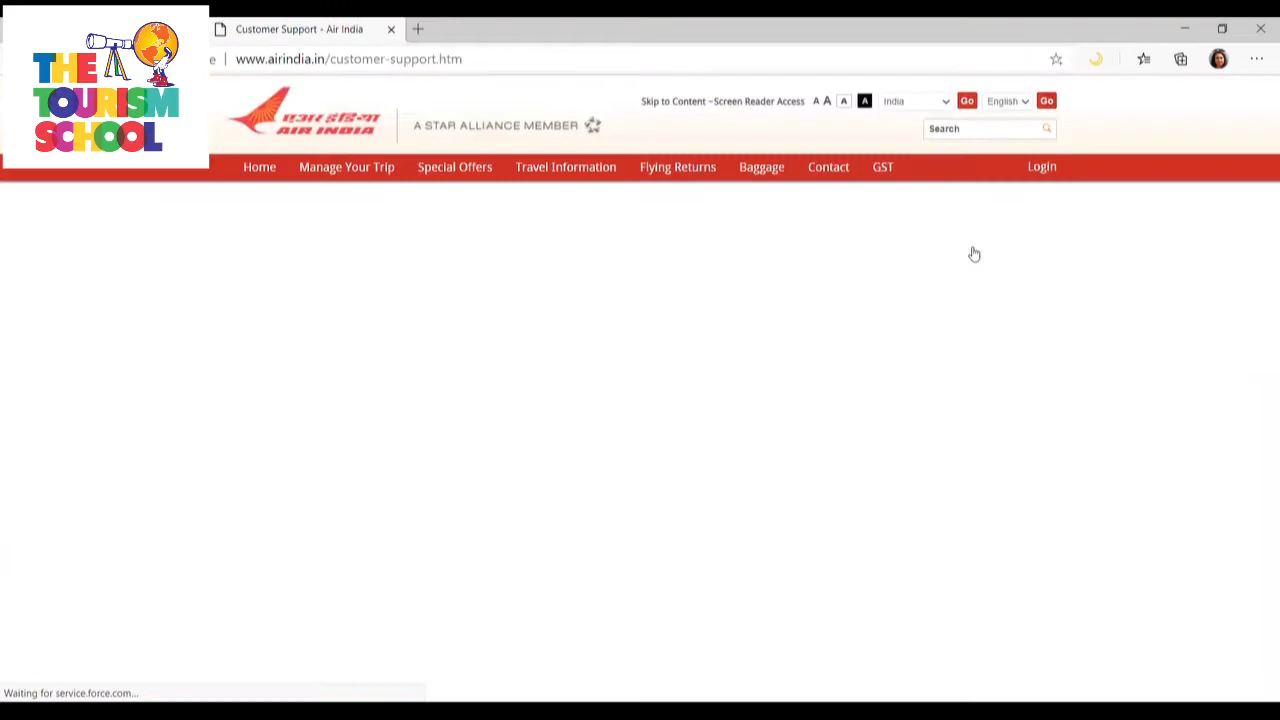 THE
TOURISM
SCHOOL
Customer Support - Air India
www.airindia.in/customer-support.htm
एअर इंडिया
AIR INDIA
A STAR ALLIANCE MEMBER
Skip to Content -Screen Reader Access A A A A India Go English Go
Search
Home Manage Your Trip Special Offers Travel Information Flying Returns Baggage Contact GST Login
Waiting for service.force.com...